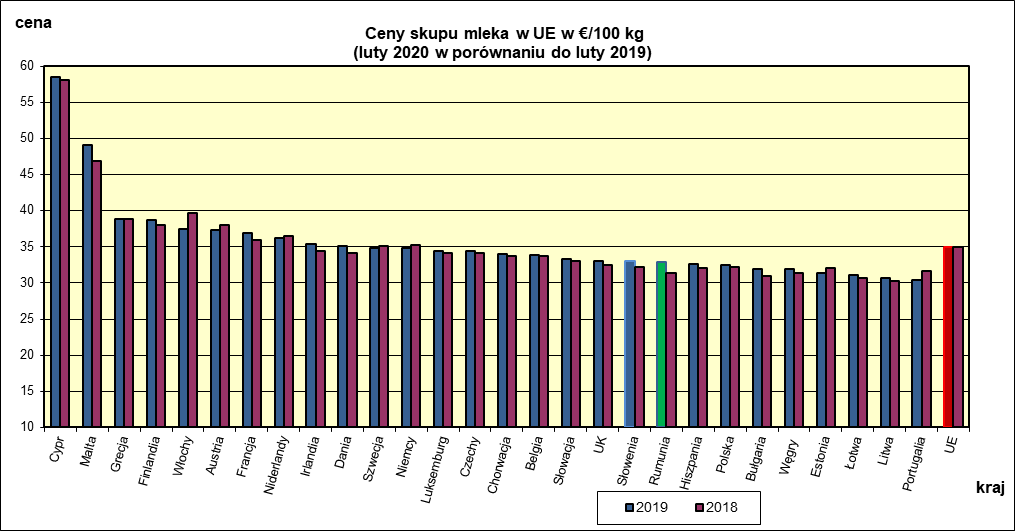 cena
Ceny skupu mleka w UE w €/100 kg
(luty 2020 w porównaniu do luty 2019)
60
55
50
45
40
35
30
25
20
15
10
Cypr
Malta
Grecja
Finlandia
Włochy
Austria
Francja
Niderlandy
Irlandia
Dania
Szwecja
Niemcy
Luksemburg
Czechy
Chorwacja
Belgia
Słowacja
UK
Słowenia
Rumunia
Hiszpania
Polska
Bułgaria
Węgry
Estonia
Łotwa
Litwa
Portugalia
UE
kraj
2019 2018